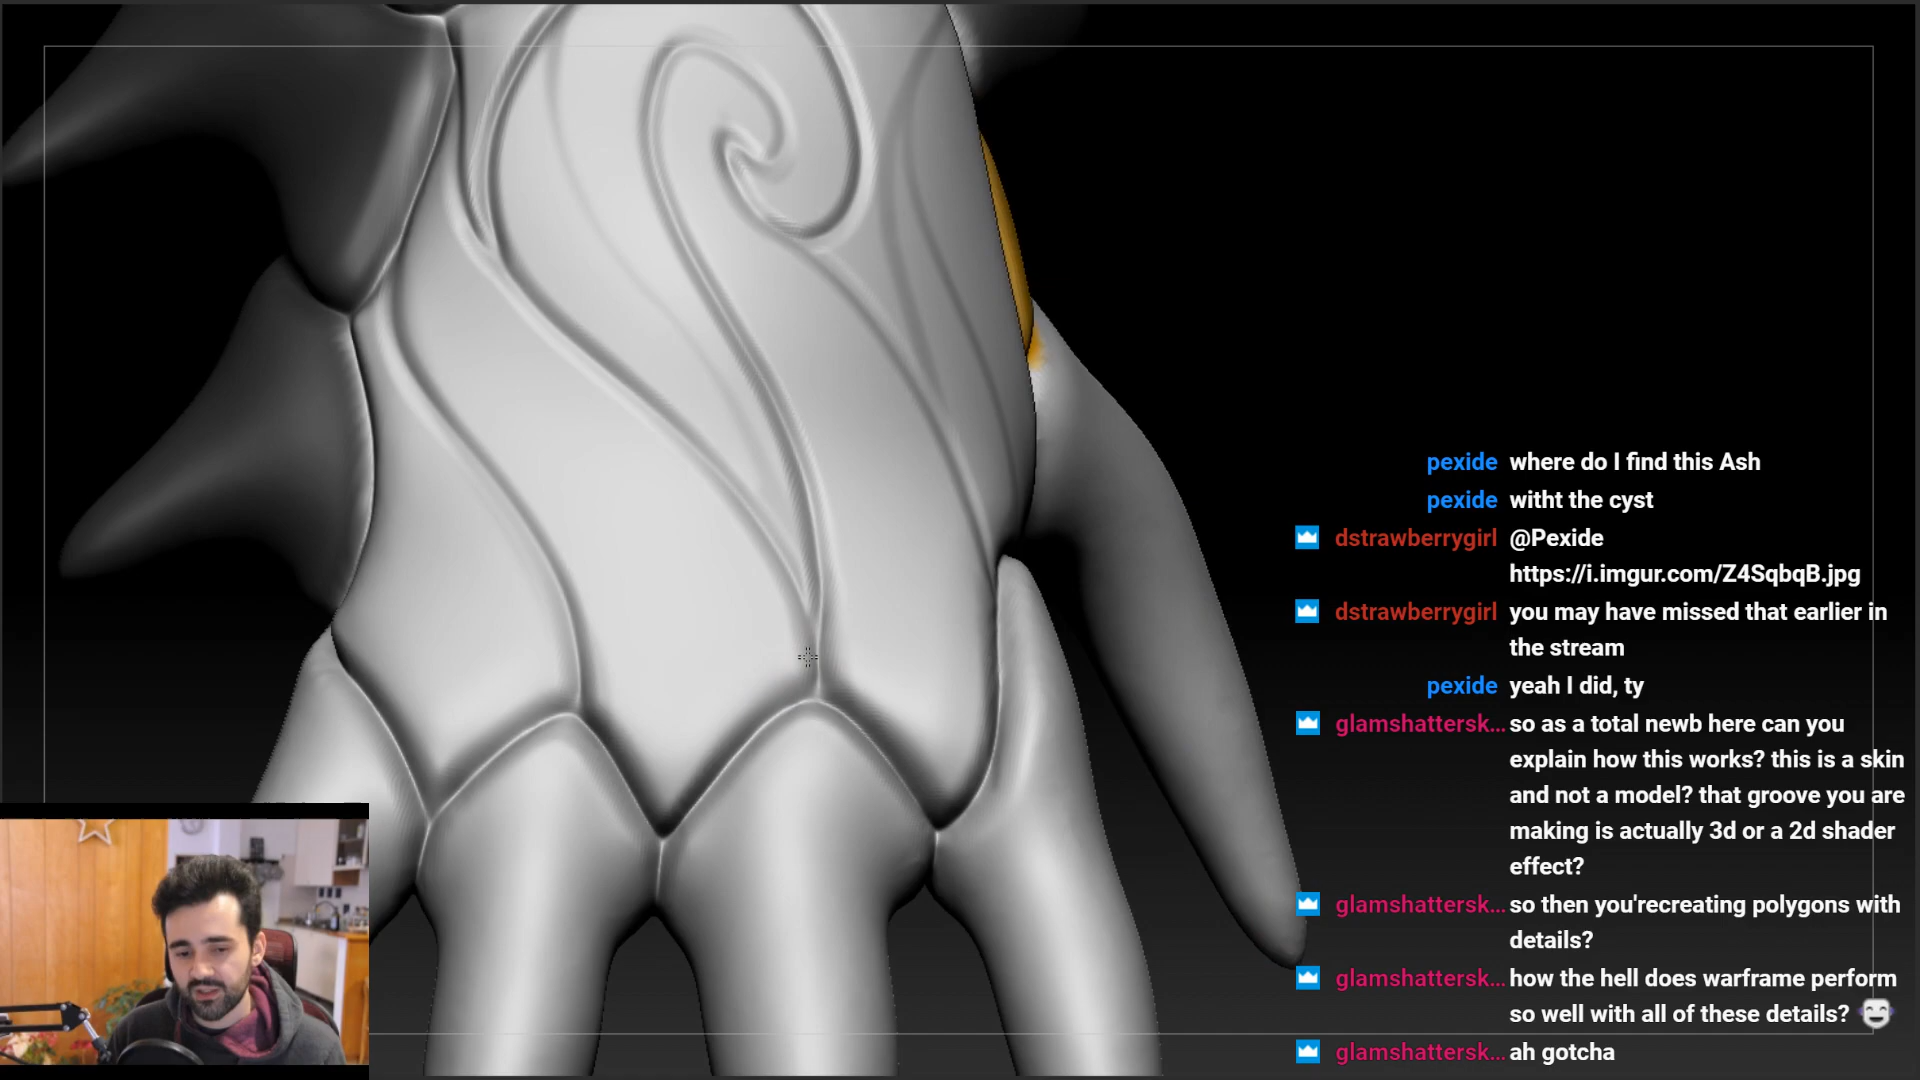 pexide where do I find this Ash
pexide witht the cyst
dstrawberrygirl @Pexide
https://i.imgur.com/Z4SqbqB.jpg
dstrawberrygirl you may have missed that earlier in
the stream
pexide yeah I did, ty
glamshattersk... so as a total newb here can you
explain how this works? this is a skin
and not a model? that groove you are
making is actually 3d or a 2d shader
effect?
glamshattersk... so then you'recreating polygons with
details?
glamshattersk... how the hell does warframe perform
so well with all of these details?
glamshattersk... ah gotcha